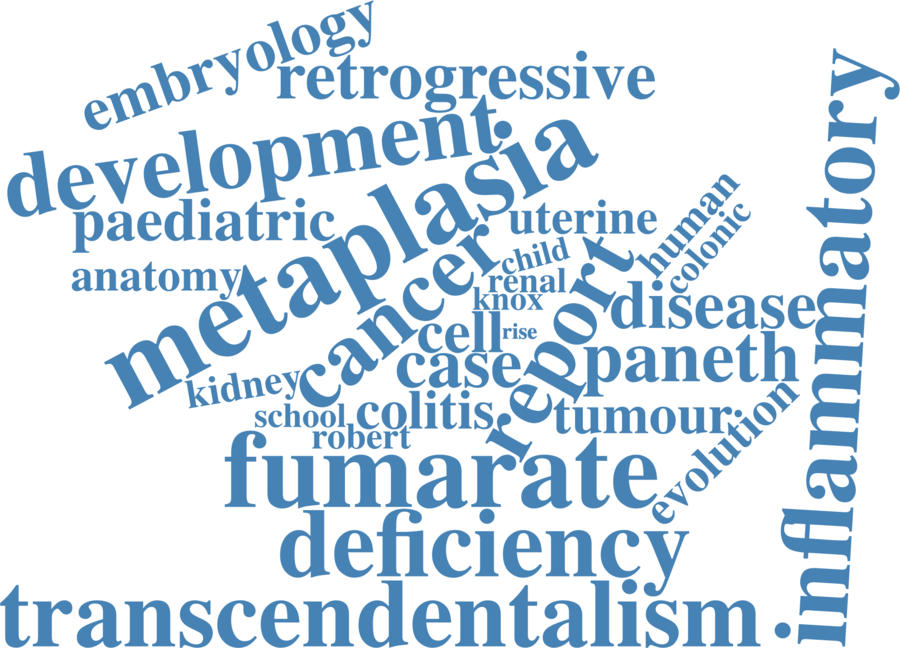 embryology
retrogressive
development
metaplasia
paediatric
uterine
human
colonic
anatomy
cancer
child
renal
knox
report
disease
inflammatory
cell
rise
case
paneth
kidney
school
colitis
tumour
robert
evolution
fumarate
deficiency
transcendentalism